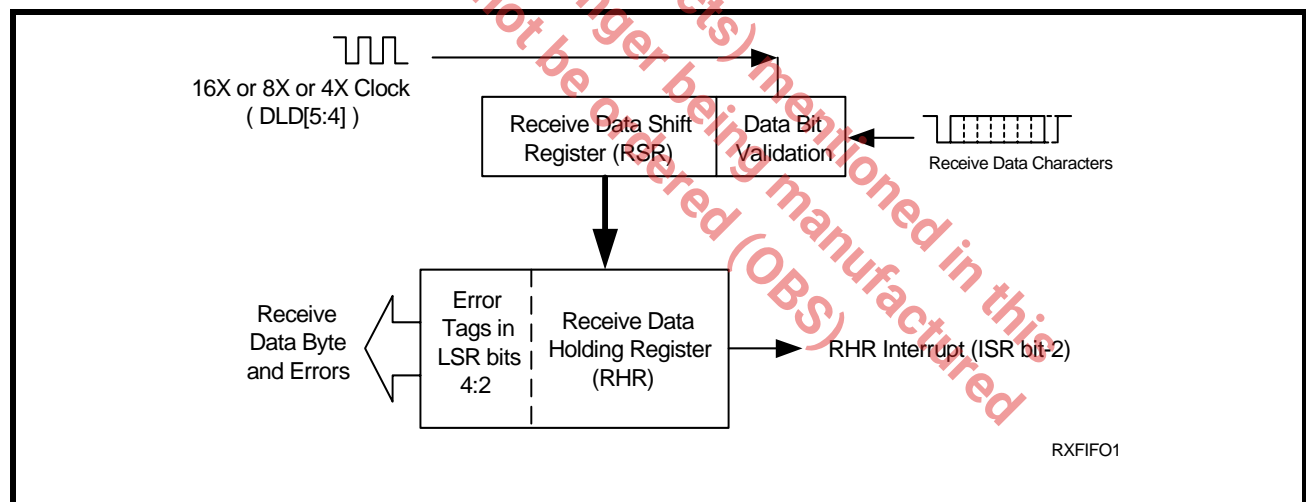 16X or 8X or 4X Clock
( DLD[5:4] )
Receive Data Shift
Register (RSR)
Data Bit
Validation
Receive Data Characters
Receive
Data Byte
and Errors
Error
Tags in
LSR bits
4:2
Receive Data
Holding Register
(RHR)
RHR Interrupt (ISR bit-2)
RXFIFO1
mentioned in this
nger being manufactured
not be ordered (OBS)